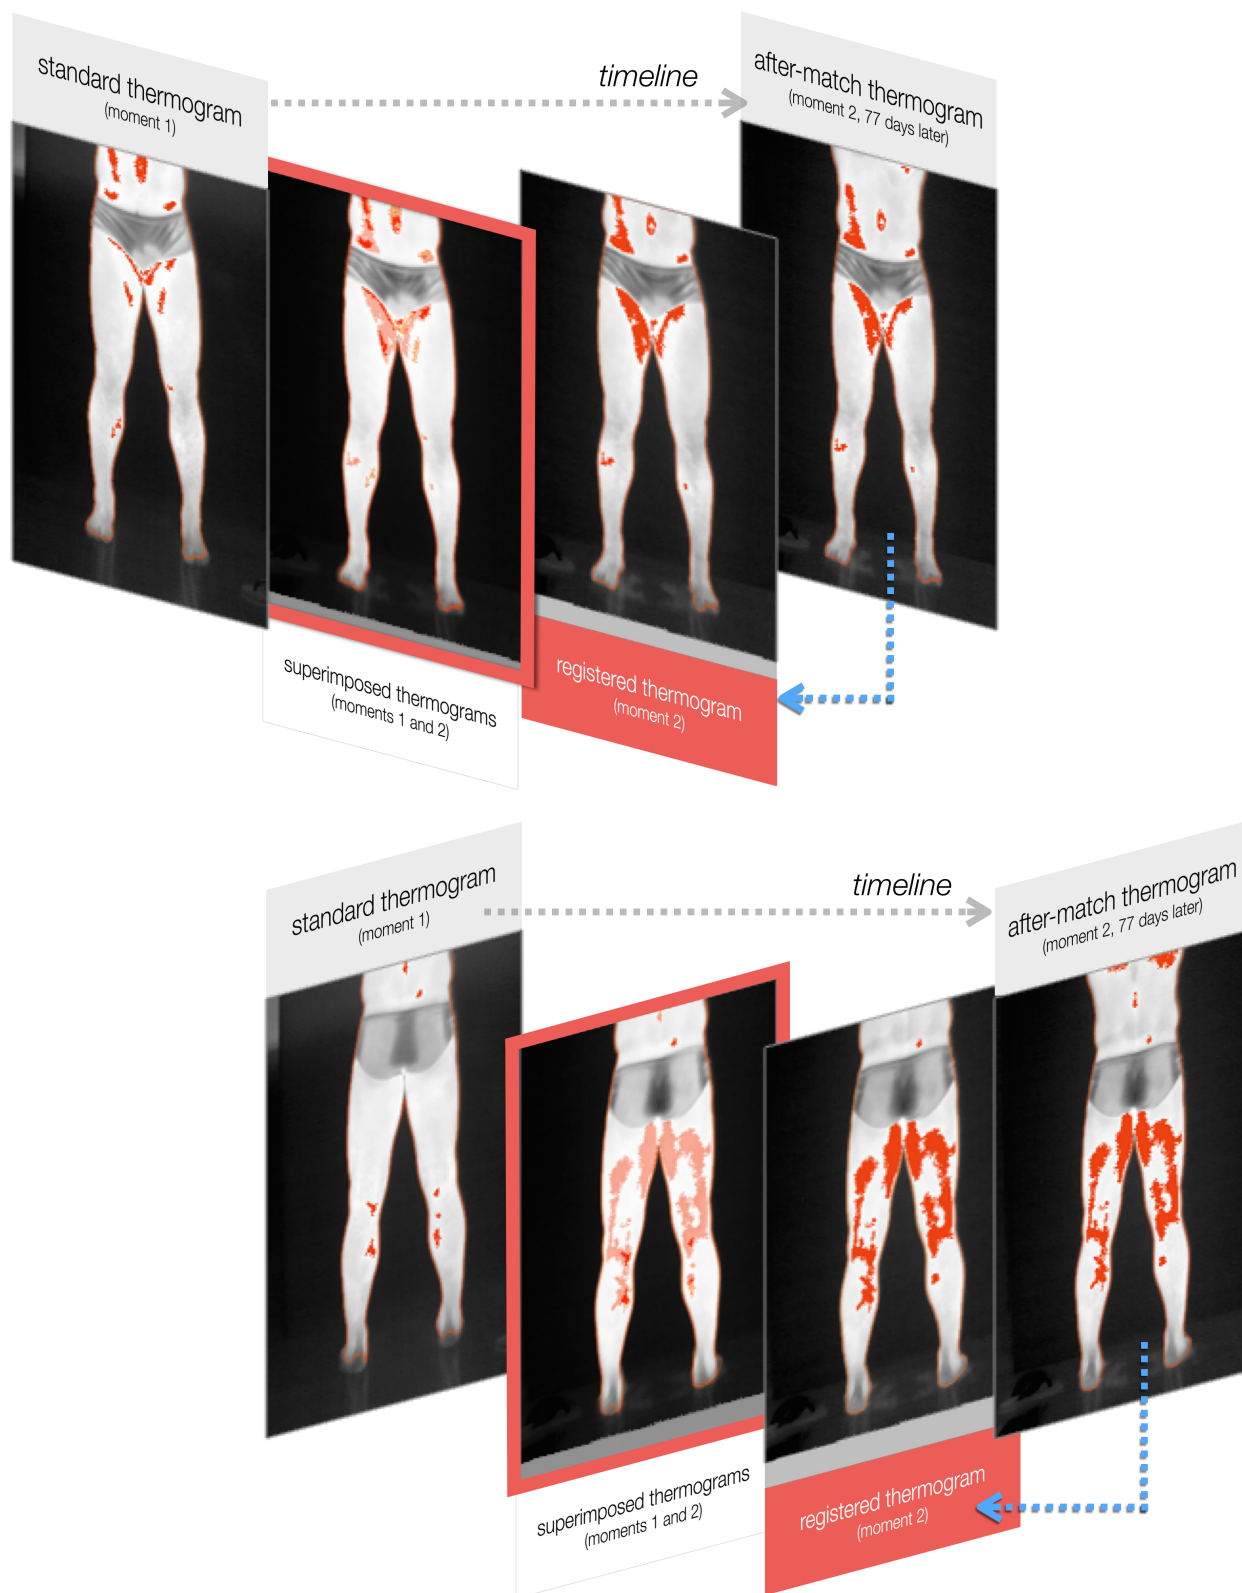 standard thermogram
(moment 1)
timeline
after-match thermogram
(moment 2, 77 days later)
superimposed thermograms
(moments 1 and 2)
registered thermogram
(moment 2)
standard thermogram
(moment 1)
timeline
after-match thermogram
(moment 2, 77 days later)
superimposed thermograms
(moments 1 and 2)
registered thermogram
(moment 2)